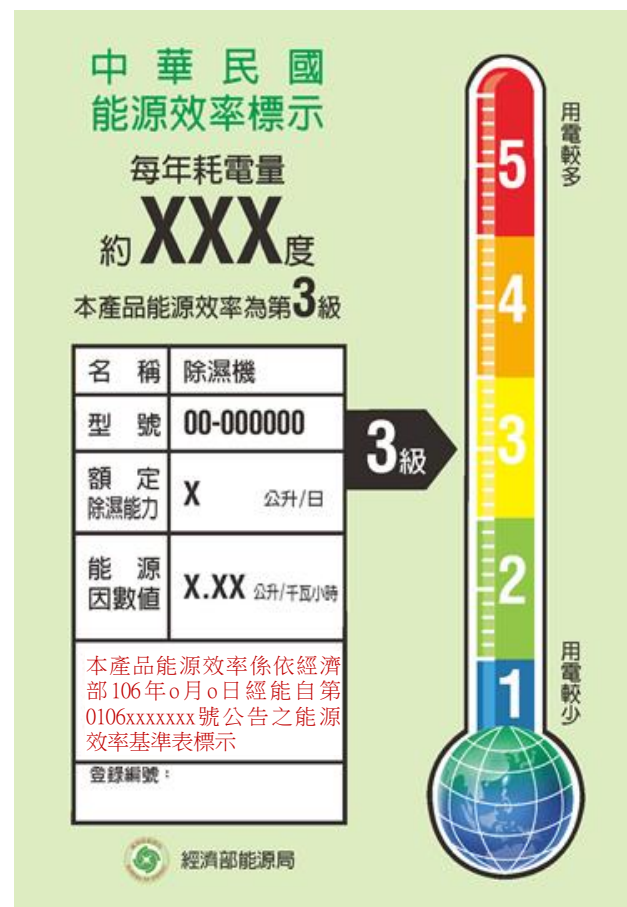 中華民國
能源效率標示
每年耗電量
約XXX度
本產品能源效率為第3級
名稱 除濕機
型號 00-000000
額定除濕能力 X 公升/日
能源因數值 X.XX 公升/千瓦小時
本產品能源效率係依經濟
部106年o月o日經能自第
0106xxxxxxx號公告之能源
效率基準表標示
登錄編號：
經濟部能源局
3級
用電較多
5
4
3
2
1
用電較少